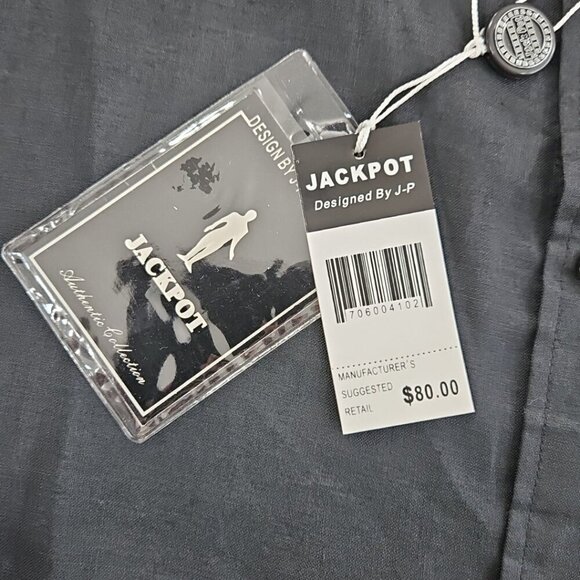 DESIGN BY J-
JACKPOT
Authentic Collection
JACKPOT
Designed By J-P
706004102
MANUFACTURER'S
SUGGESTED
RETAIL
$80.00